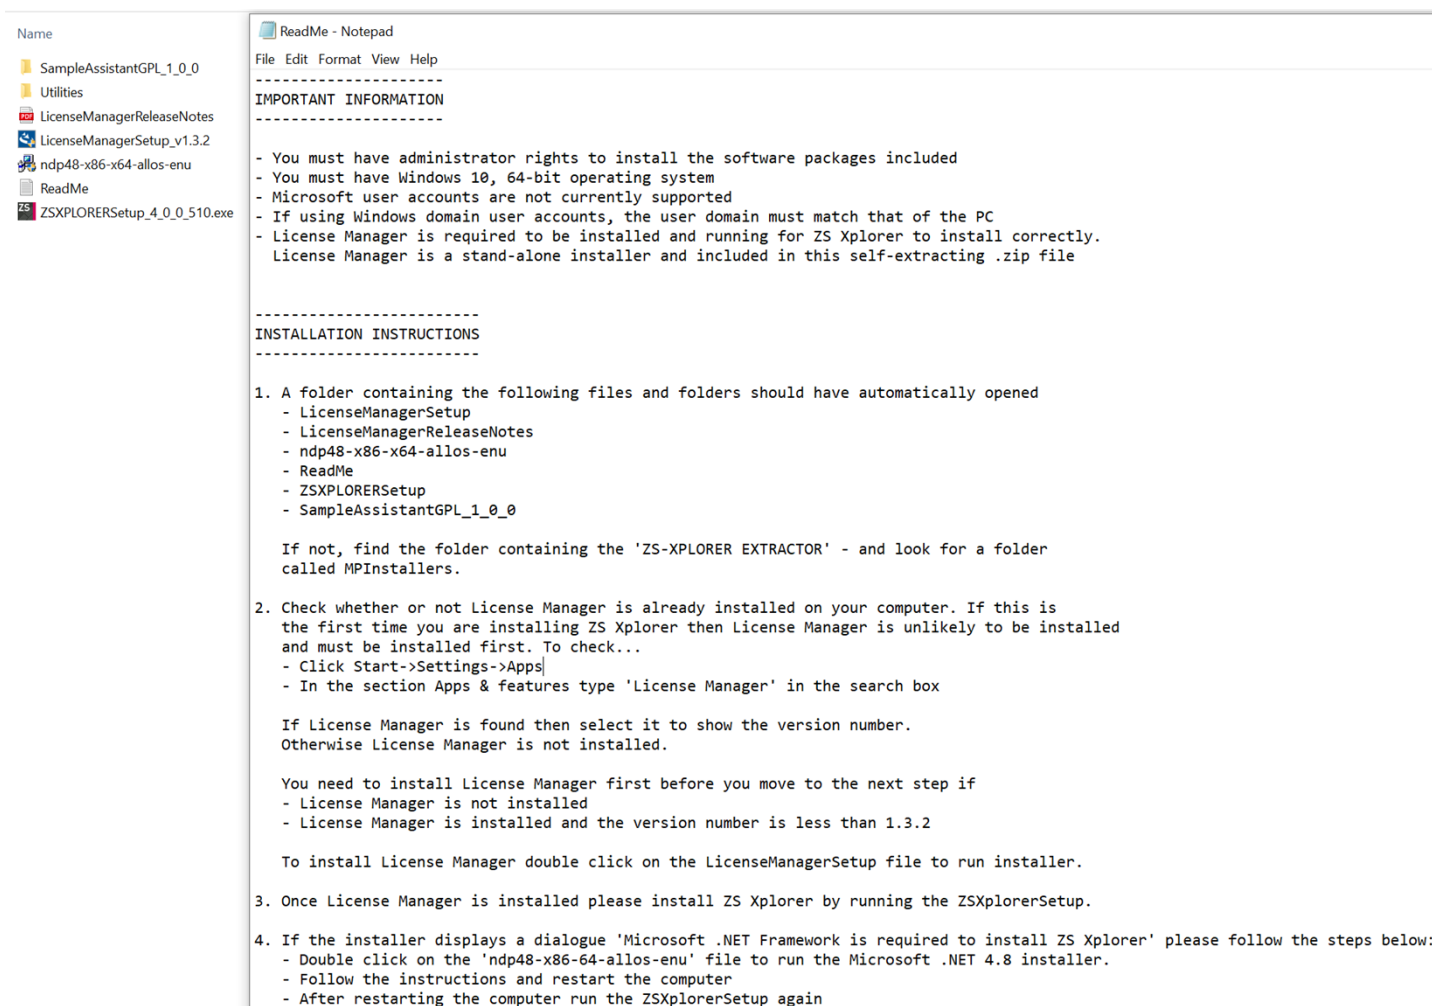 Name
SampleAssistantGPL_1_0_0
Utilities
LicenseManagerReleaseNotes
LicenseManagerSetup_v1.3.2
ndp48-x86-x64-allos-enu
ReadMe
ZSXPLORERSetup_4_0_0_510.exe
ReadMe - Notepad
File Edit Format View Help
---------------------
IMPORTANT INFORMATION
---------------------
- You must have administrator rights to install the software packages included
- You must have Windows 10, 64-bit operating system
- Microsoft user accounts are not currently supported
- If using Windows domain user accounts, the user domain must match that of the PC
- License Manager is required to be installed and running for ZS Xplorer to install correctly.
License Manager is a stand-alone installer and included in this self-extracting .zip file
-------------------------
INSTALLATION INSTRUCTIONS
-------------------------
1. A folder containing the following files and folders should have automatically opened
- LicenseManagerSetup
- LicenseManagerReleaseNotes
- ndp48-x86-x64-allos-enu
- ReadMe
- ZSXPLORERSetup
- SampleAssistantGPL_1_0_0
If not, find the folder containing the 'ZS-XPLORER EXTRACTOR' - and look for a folder
called MPInstallers.
2. Check whether or not License Manager is already installed on your computer. If this is
the first time you are installing ZS Xplorer then License Manager is unlikely to be installed
and must be installed first. To check...
- Click Start->Settings->Apps
- In the section Apps & features type 'License Manager' in the search box
If License Manager is found then select it to show the version number.
Otherwise License Manager is not installed.
You need to install License Manager first before you move to the next step if
- License Manager is not installed
- License Manager is installed and the version number is less than 1.3.2
To install License Manager double click on the LicenseManagerSetup file to run installer.
3. Once License Manager is installed please install ZS Xplorer by running the ZSXplorerSetup.
4. If the installer displays a dialogue 'Microsoft .NET Framework is required to install ZS Xplorer' please follow the steps below:
- Double click on the 'ndp48-x86-64-allos-enu' file to run the Microsoft .NET 4.8 installer.
- Follow the instructions and restart the computer
- After restarting the computer run the ZSXplorerSetup again